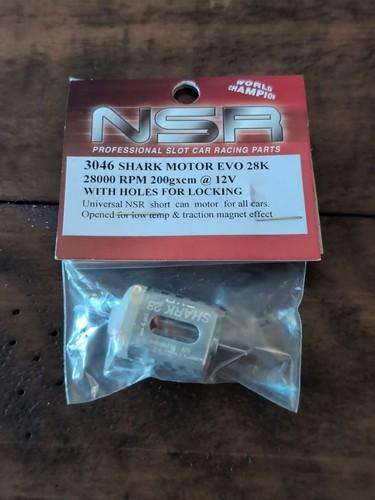 WORLD
CHAMPION
NSR
PROFESSIONAL SLOT CAR RACING PARTS
3046 SHARK MOTOR EVO 28K
28000 RPM 200gxcm @ 12V
WITH HOLES FOR LOCKING
Universal NSR short can motor for all cars.
Opened for low temp & traction magnet effect
SHARK 28